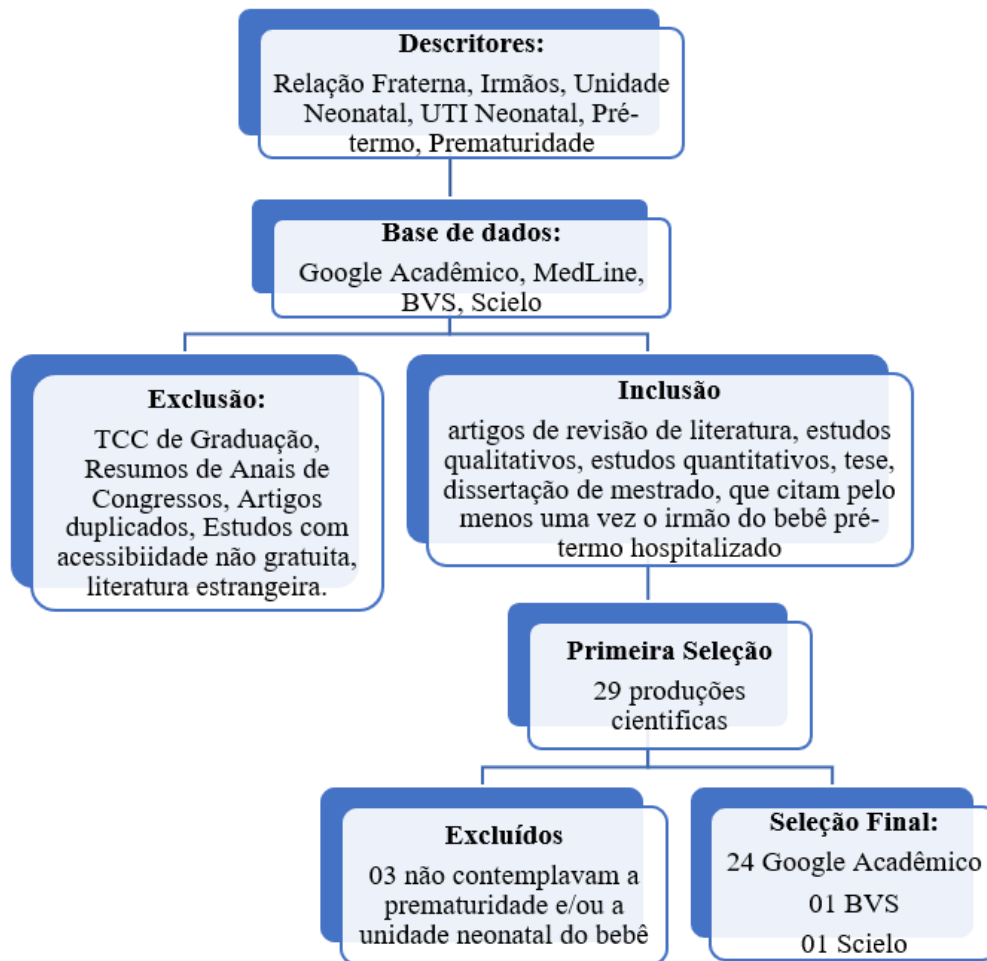 Descritores:
Relação Fraterna, Irmãos, Unidade
Neonatal, UTI Neonatal, Pré-
termo, Prematuridade
Base de dados:
Google Acadêmico, MedLine,
BVS, Scielo
Exclusão:
TCC de Graduação,
Resumos de Anais de
Congressos, Artigos
duplicados, Estudos com
acessibiidade não gratuita,
literatura estrangeira.
Inclusão
artigos de revisão de literatura, estudos
qualitativos, estudos quantitativos, tese,
dissertação de mestrado, que citam pelo
menos uma vez o irmão do bebê pré-
termo hospitalizado
Primeira Seleção
29 produções
cientificas
Excluídos
03 não contemplavam a
prematuridade e/ou a
unidade neonatal do bebê
Seleção Final:
24 Google Acadêmico
01 BVS
01 Scielo